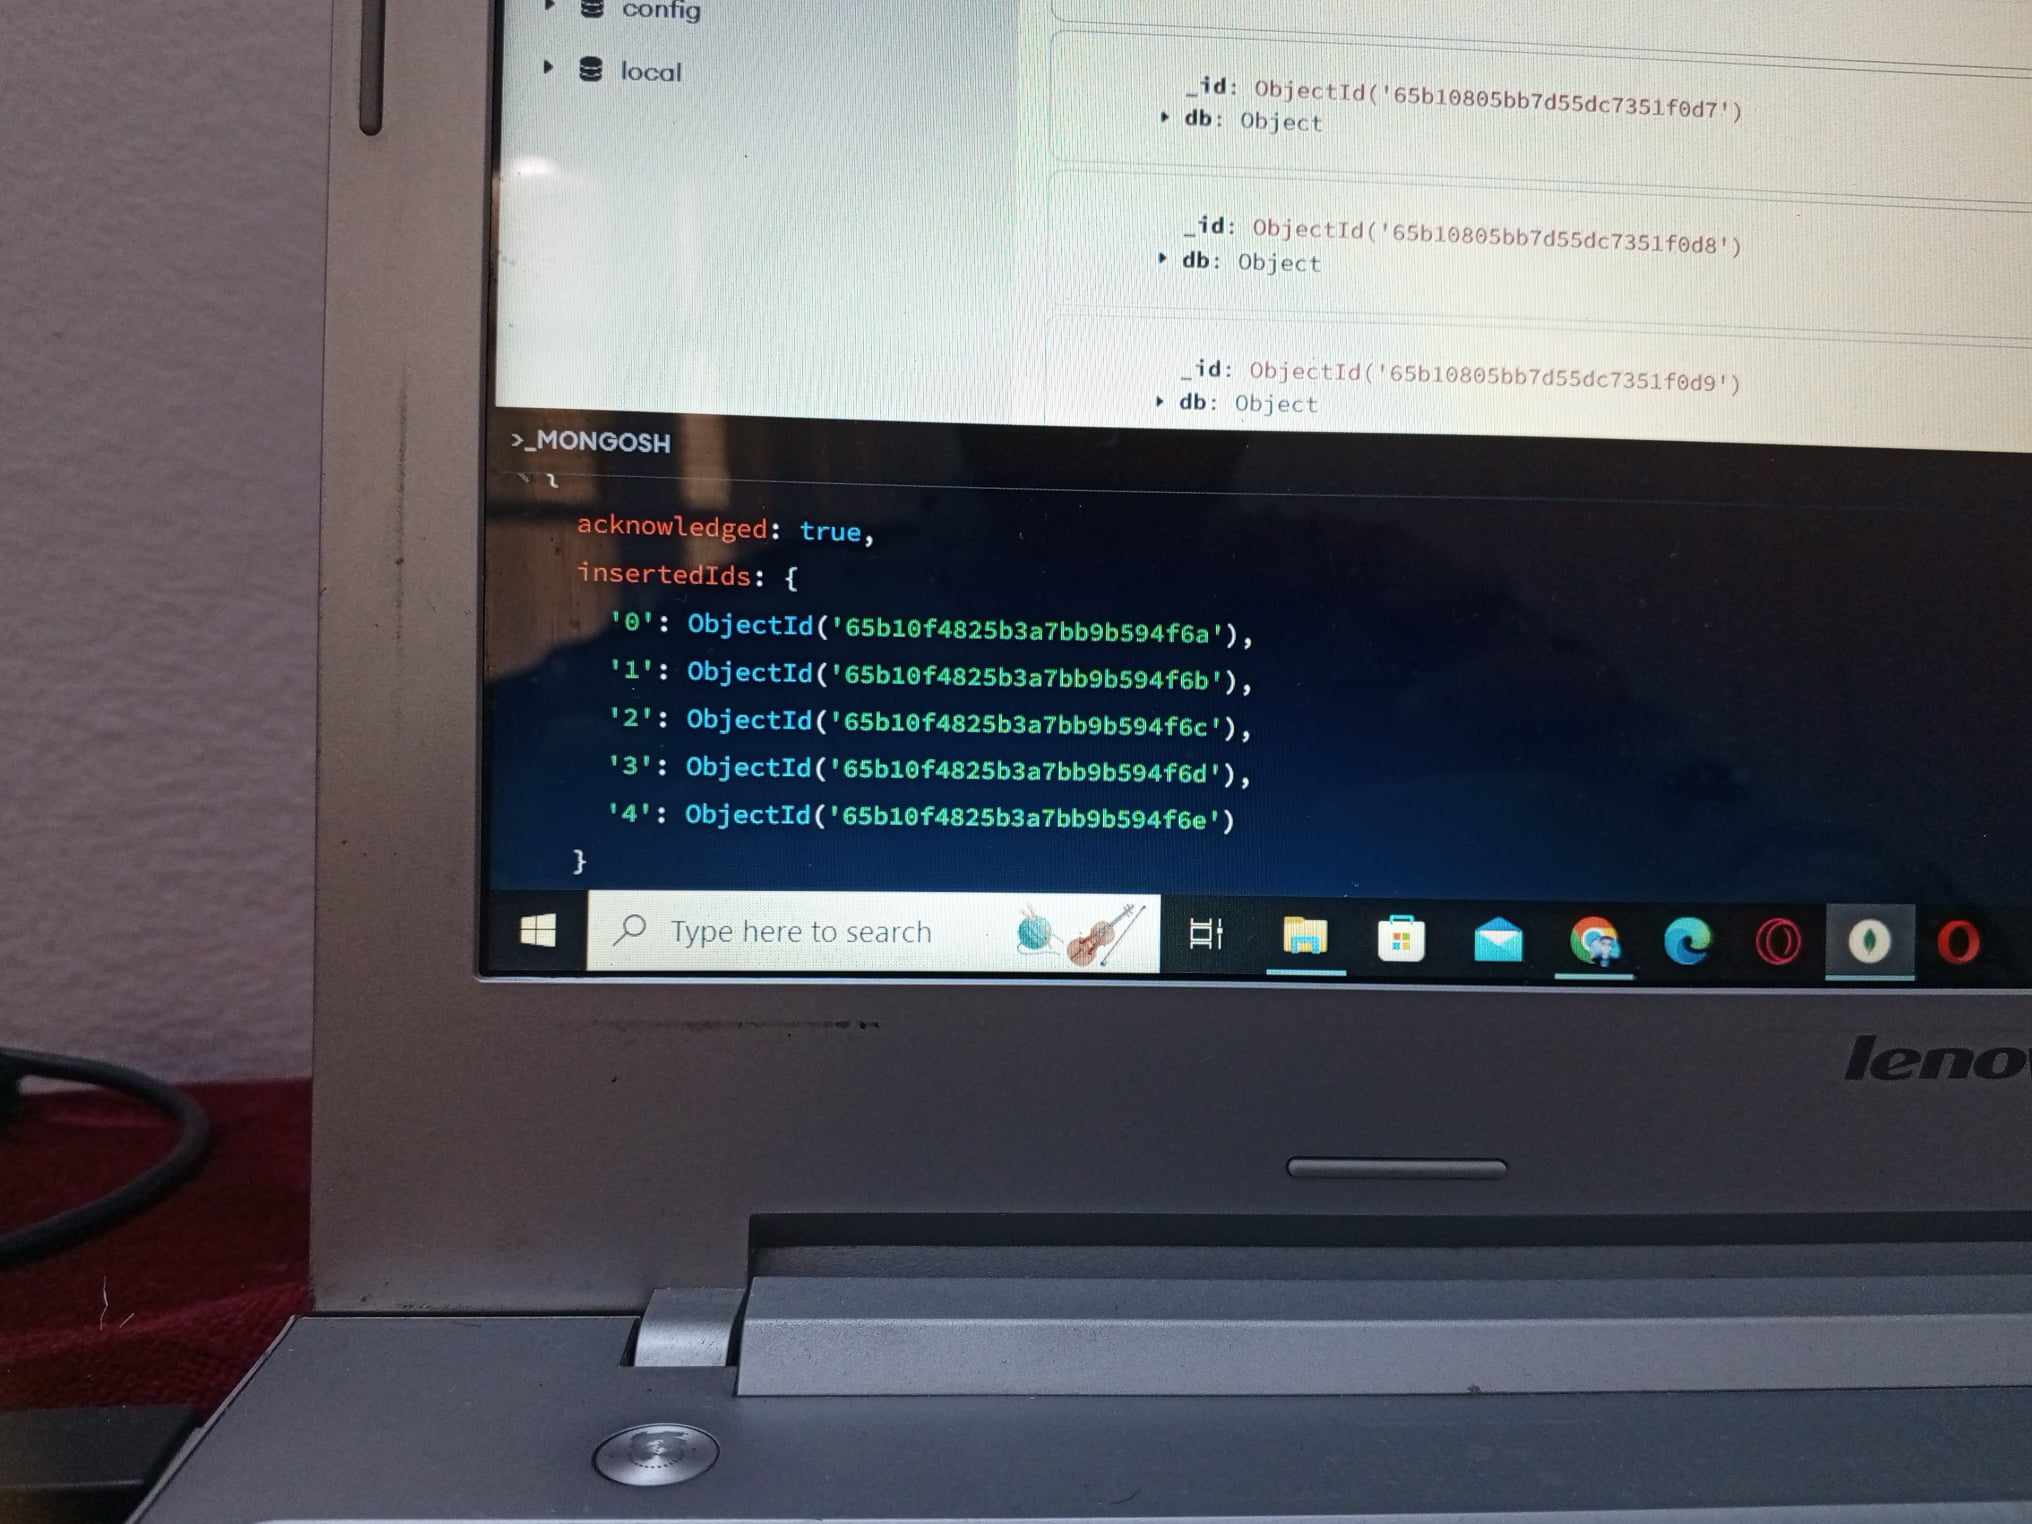 config
local
_id: ObjectId('65b10805bb7d55dc7351f0d7')
db: Object
_id: ObjectId('65b10805bb7d55dc7351f0d8')
db: Object
_id: ObjectId('65b10805bb7d55dc7351f0d9')
db: Object
>_MONGOSH
acknowledged: true,
insertedIds: {
'0': ObjectId('65b10f4825b3a7bb9b594f6a'),
'1': ObjectId('65b10f4825b3a7bb9b594f6b'),
'2': ObjectId('65b10f4825b3a7bb9b594f6c'),
'3': ObjectId('65b10f4825b3a7bb9b594f6d'),
'4': ObjectId('65b10f4825b3a7bb9b594f6e')
}
Type here to search
leno